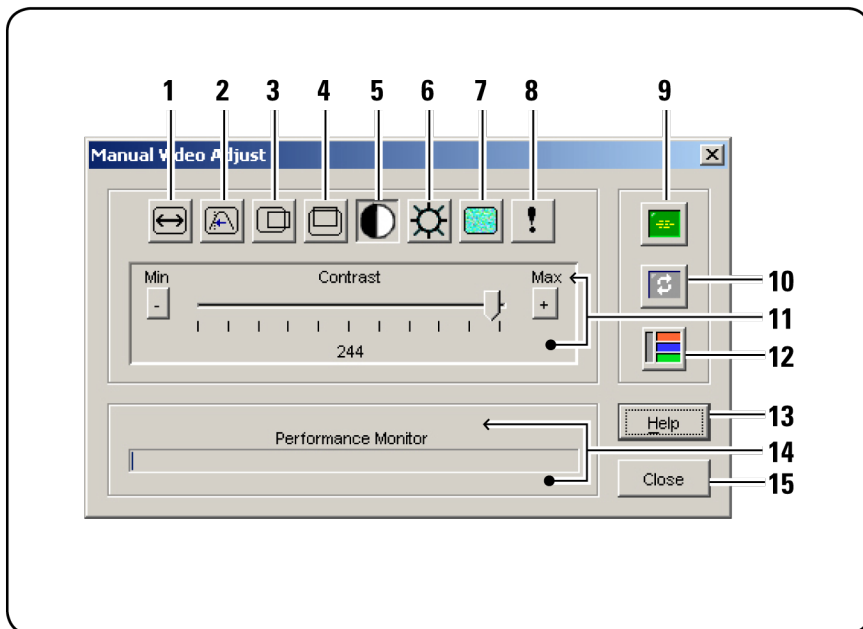 1 2 3 4 5 6 7 8 9
Manual Video Adjust
Min Contrast Max
- +
244
10
11
12
Help 13
Performance Monitor
14
Close 15